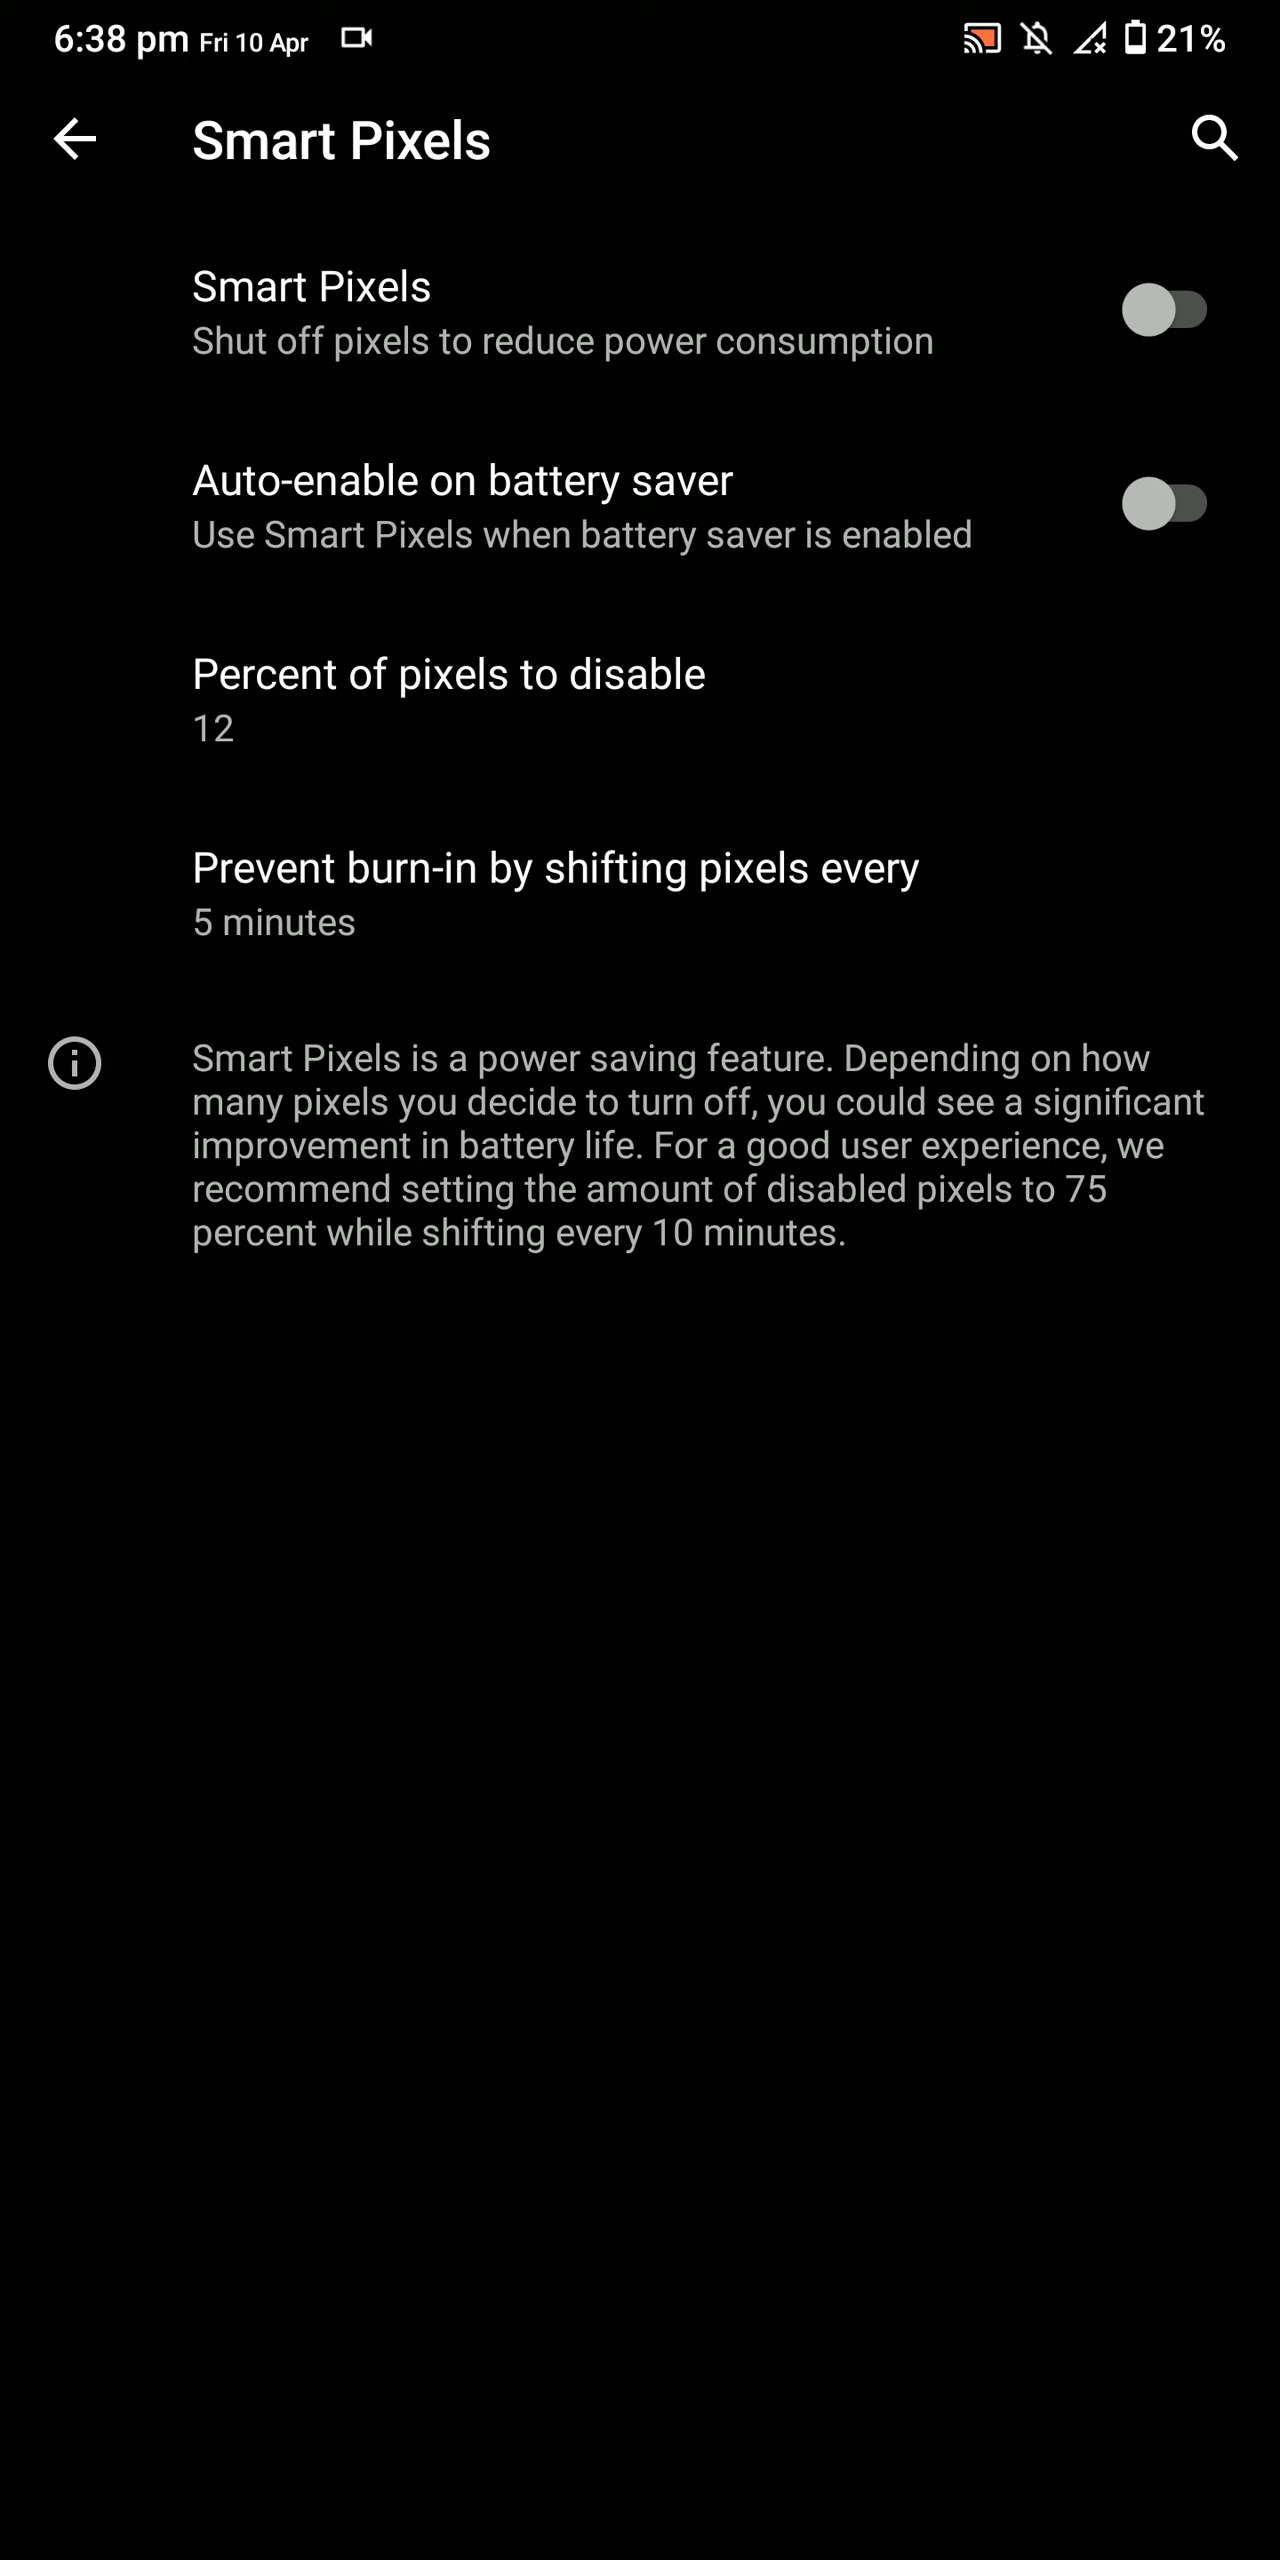 6:38 pm Fri 10 Apr 21%
Smart Pixels
Smart Pixels
Shut off pixels to reduce power consumption
Auto-enable on battery saver
Use Smart Pixels when battery saver is enabled
Percent of pixels to disable
12
Prevent burn-in by shifting pixels every
5 minutes
Smart Pixels is a power saving feature. Depending on how
many pixels you decide to turn off, you could see a significant
improvement in battery life. For a good user experience, we
recommend setting the amount of disabled pixels to 75
percent while shifting every 10 minutes.